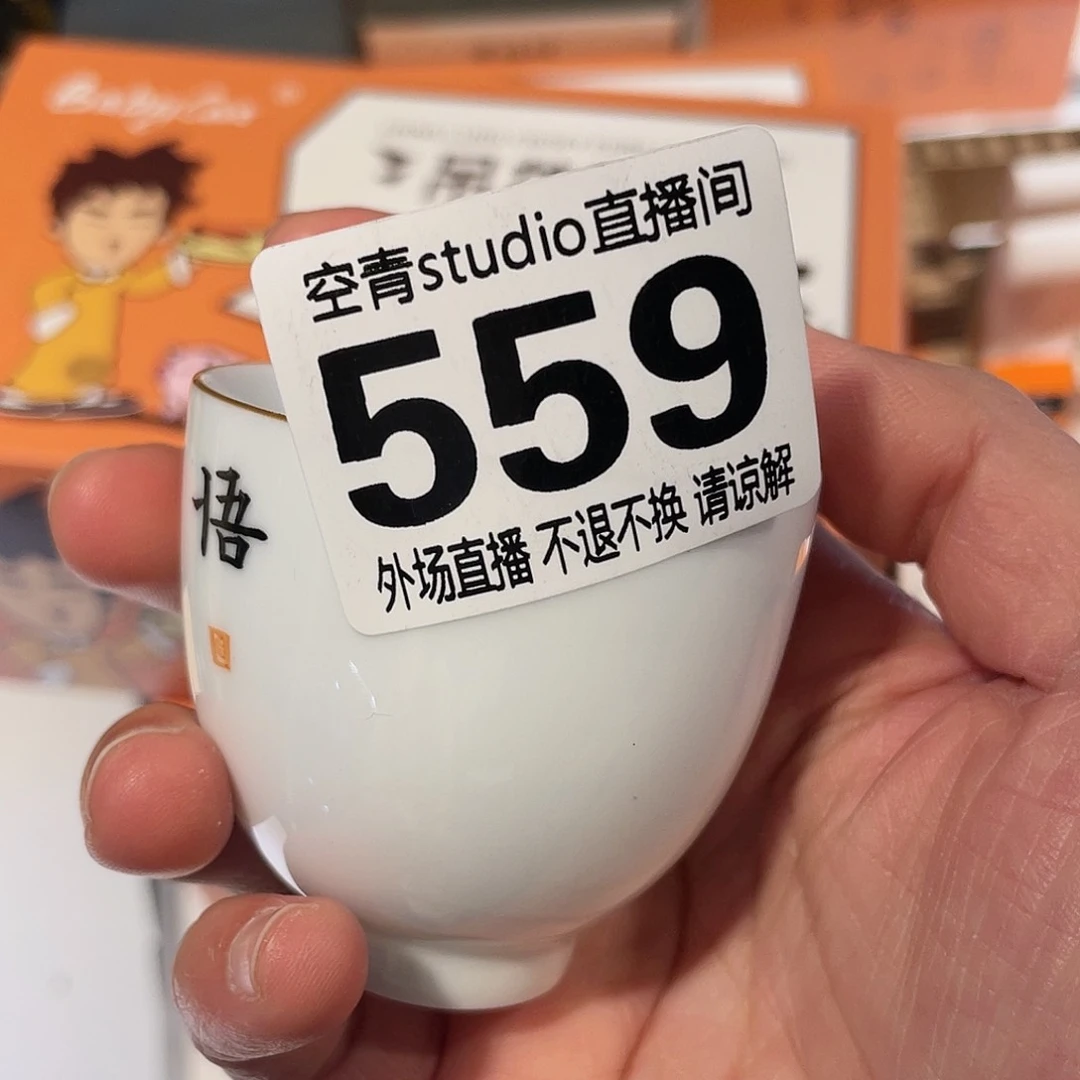 空青studio直播间
559
外场直播 不退不换 请谅解
悟